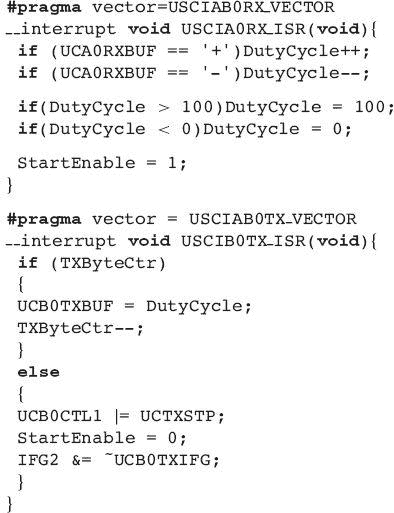 #pragma vector=USCIAB0RX_VECTOR
__interrupt void USCIA0RX_ISR(void){
if (UCA0RXBUF == '+')DutyCycle++;
if (UCA0RXBUF == '-')DutyCycle--;
if(DutyCycle > 100)DutyCycle = 100;
if(DutyCycle < 0)DutyCycle = 0;
StartEnable = 1;
}
#pragma vector = USCIAB0TX_VECTOR
__interrupt void USCIB0TX_ISR(void){
if (TXByteCtr)
{
UCB0TXBUF = DutyCycle;
TXByteCtr--;
}
else
{
UCB0CTL1 |= UCTXSTP;
StartEnable = 0;
IFG2 &= ~UCB0TXIFG;
}
}